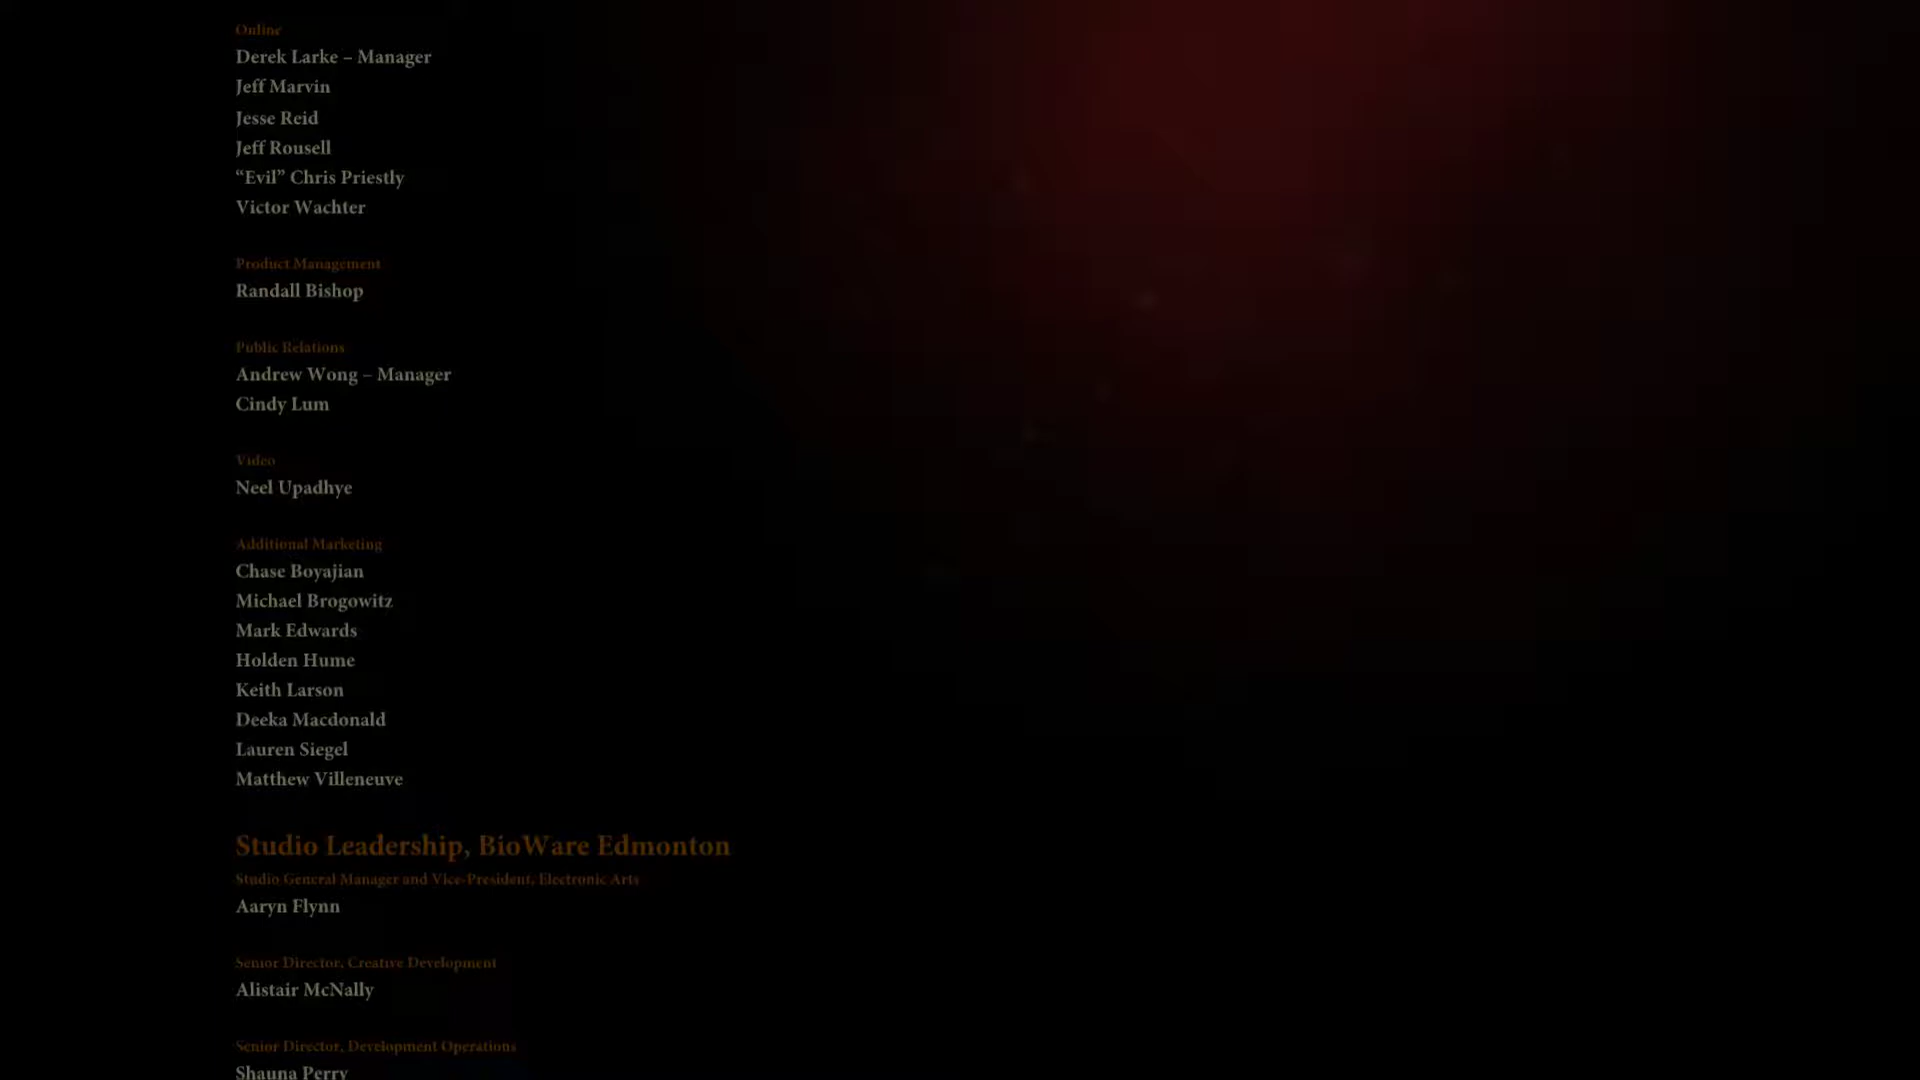 Online
Derek Larke – Manager
Jeff Marvin
Jesse Reid
Jeff Rousell
“Evil” Chris Priestly
Victor Wachter
Product Management
Randall Bishop
Public Relations
Andrew Wong – Manager
Cindy Lum
Video
Neel Upadhye
Additional Marketing
Chase Boyajian
Michael Brogowitz
Mark Edwards
Holden Hume
Keith Larson
Deeka Macdonald
Lauren Siegel
Matthew Villeneuve
Studio Leadership, BioWare Edmonton
Studio General Manager and Vice-President, Electronic Arts
Aaryn Flynn
Senior Director, Creative Development
Alistair McNally
Senior Director, Development Operations
Shauna Perry